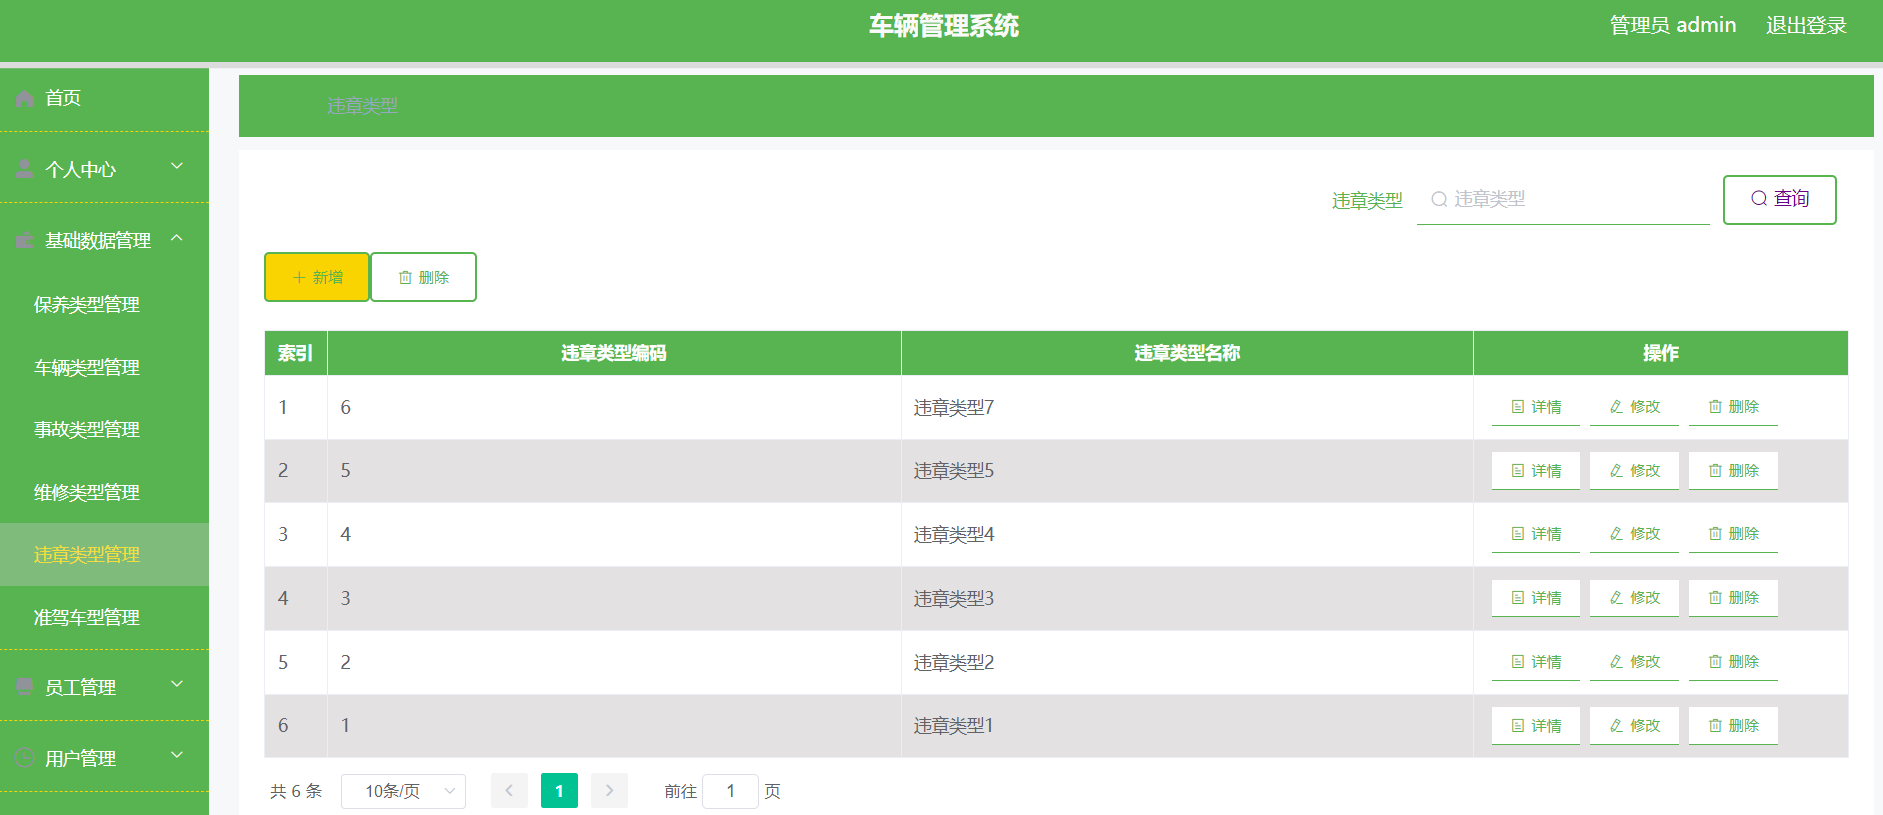 车辆管理系统
管理员 admin 退出登录
首页
个人中心
基础数据管理
保养类型管理
车辆类型管理
事故类型管理
维修类型管理
违章类型管理
准驾车型管理
员工管理
用户管理
违章类型
违章类型 违章类型 查询
新增 删除
索引 违章类型编码 违章类型名称 操作
1 6 违章类型7 详情 修改 删除
2 5 违章类型5 详情 修改 删除
3 4 违章类型4 详情 修改 删除
4 3 违章类型3 详情 修改 删除
5 2 违章类型2 详情 修改 删除
6 1 违章类型1 详情 修改 删除
共 6 条 10条/页 1 前往 1 页